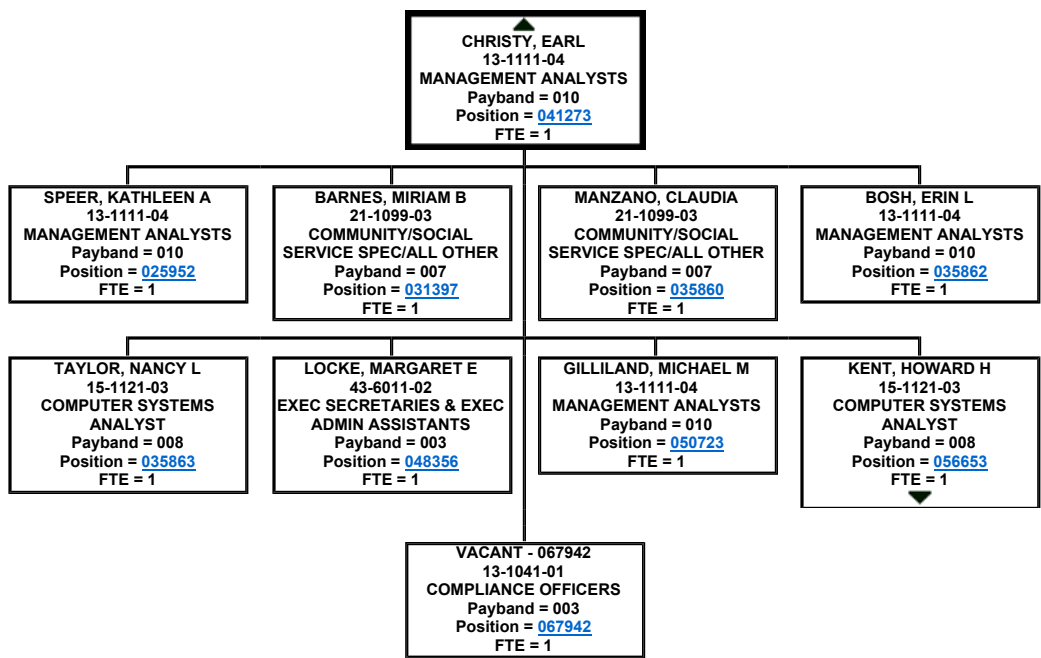 CHRISTY, EARL
13-1111-04
MANAGEMENT ANALYSTS
Payband = 010
Position = 041273
FTE = 1
SPEER, KATHLEEN A
13-1111-04
MANAGEMENT ANALYSTS
Payband = 010
Position = 025952
FTE = 1
BARNES, MIRIAM B
21-1099-03
COMMUNITY/SOCIAL
SERVICE SPEC/ALL OTHER
Payband = 007
Position = 031397
FTE = 1
MANZANO, CLAUDIA
21-1099-03
COMMUNITY/SOCIAL
SERVICE SPEC/ALL OTHER
Payband = 007
Position = 035860
FTE = 1
BOSH, ERIN L
13-1111-04
MANAGEMENT ANALYSTS
Payband = 010
Position = 035862
FTE = 1
TAYLOR, NANCY L
15-1121-03
COMPUTER SYSTEMS
ANALYST
Payband = 008
Position = 035863
FTE = 1
LOCKE, MARGARET E
43-6011-02
EXEC SECRETARIES & EXEC
ADMIN ASSISTANTS
Payband = 003
Position = 048356
FTE = 1
GILLILAND, MICHAEL M
13-1111-04
MANAGEMENT ANALYSTS
Payband = 010
Position = 050723
FTE = 1
KENT, HOWARD H
15-1121-03
COMPUTER SYSTEMS
ANALYST
Payband = 008
Position = 056653
FTE = 1
VACANT - 067942
13-1041-01
COMPLIANCE OFFICERS
Payband = 003
Position = 067942
FTE = 1